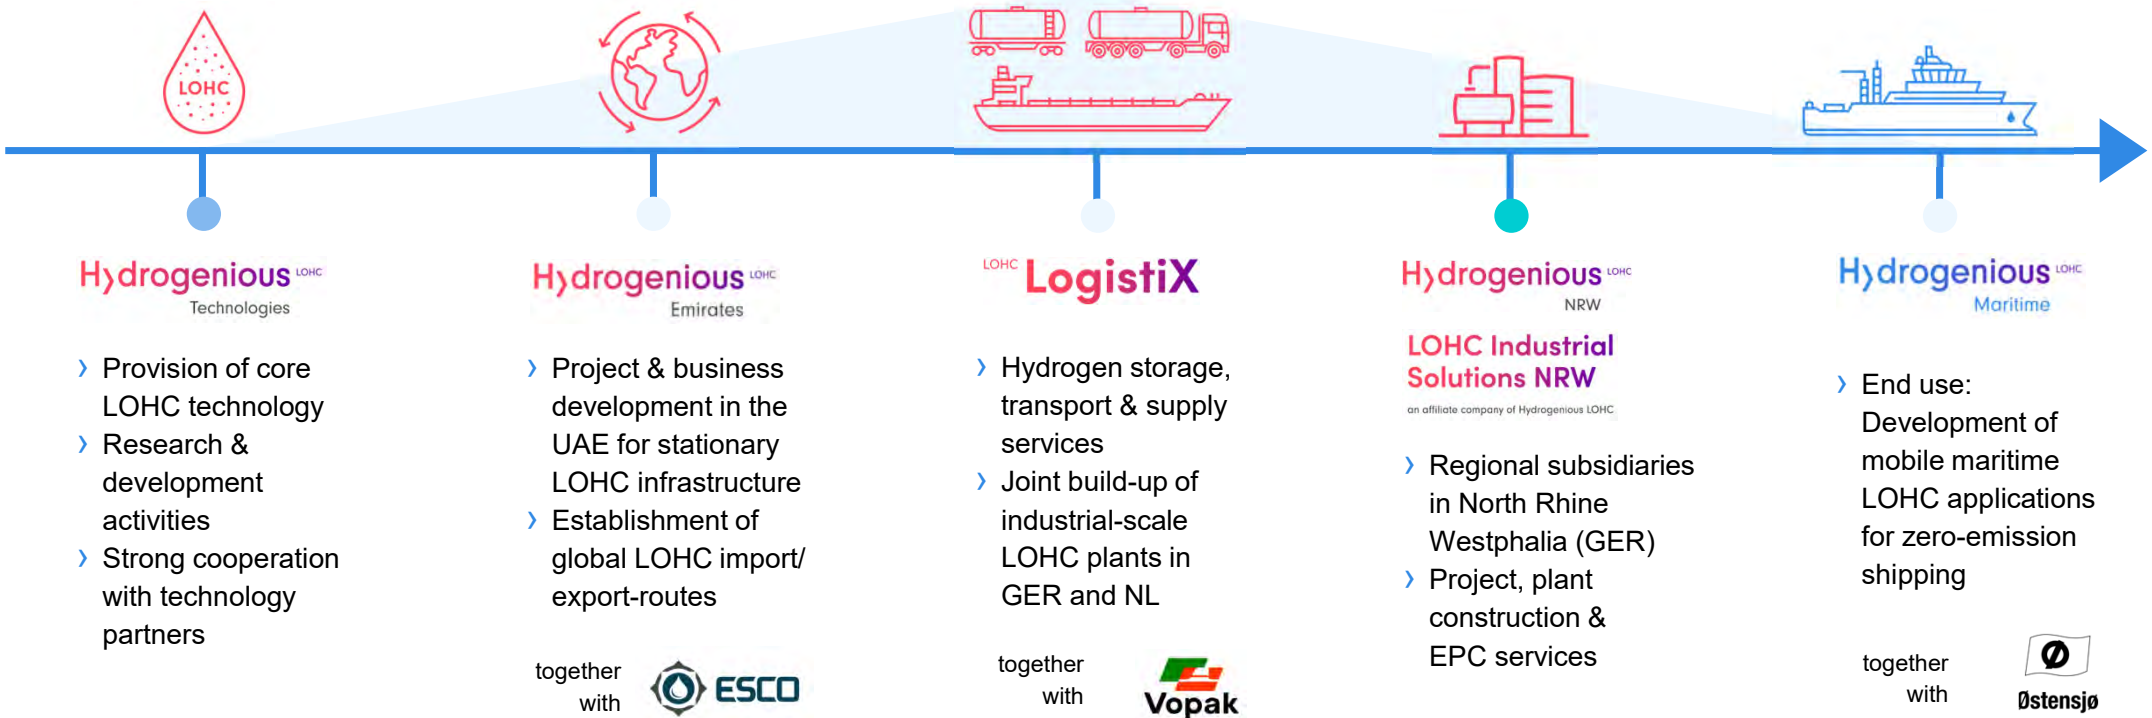 LOHC
Hydrogenious LOHC
Technologies
› Provision of core
LOHC technology
› Research &
development
activities
› Strong cooperation
with technology
partners
Hydrogenious LOHC
Emirates
› Project & business
development in the
UAE for stationary
LOHC infrastructure
› Establishment of
global LOHC import/
export-routes
together
with
ESCO
LOHC LogistiX
› Hydrogen storage,
transport & supply
services
› Joint build-up of
industrial-scale
LOHC plants in
GER and NL
together
with
Vopak
Hydrogenious LOHC
NRW
LOHC Industrial
Solutions NRW
an affiliate company of Hydrogenious LOHC
› Regional subsidiaries
in North Rhine
Westphalia (GER)
› Project, plant
construction &
EPC services
Hydrogenious LOHC
Maritime
› End use:
Development of
mobile maritime
LOHC applications
for zero-emission
shipping
together
with
Ø
Østensjø